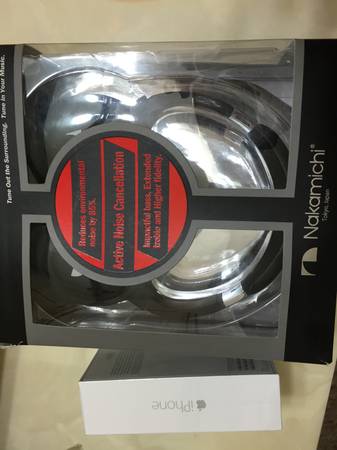 Tune Out the Surrounding. Tune in Your Music.
Reduces environmental
noise by 85%.
Active Noise Cancellation
Impactful bass, Extended
treble and higher fidelity.
Nakamichi®
Tokyo, Japan
iPhone